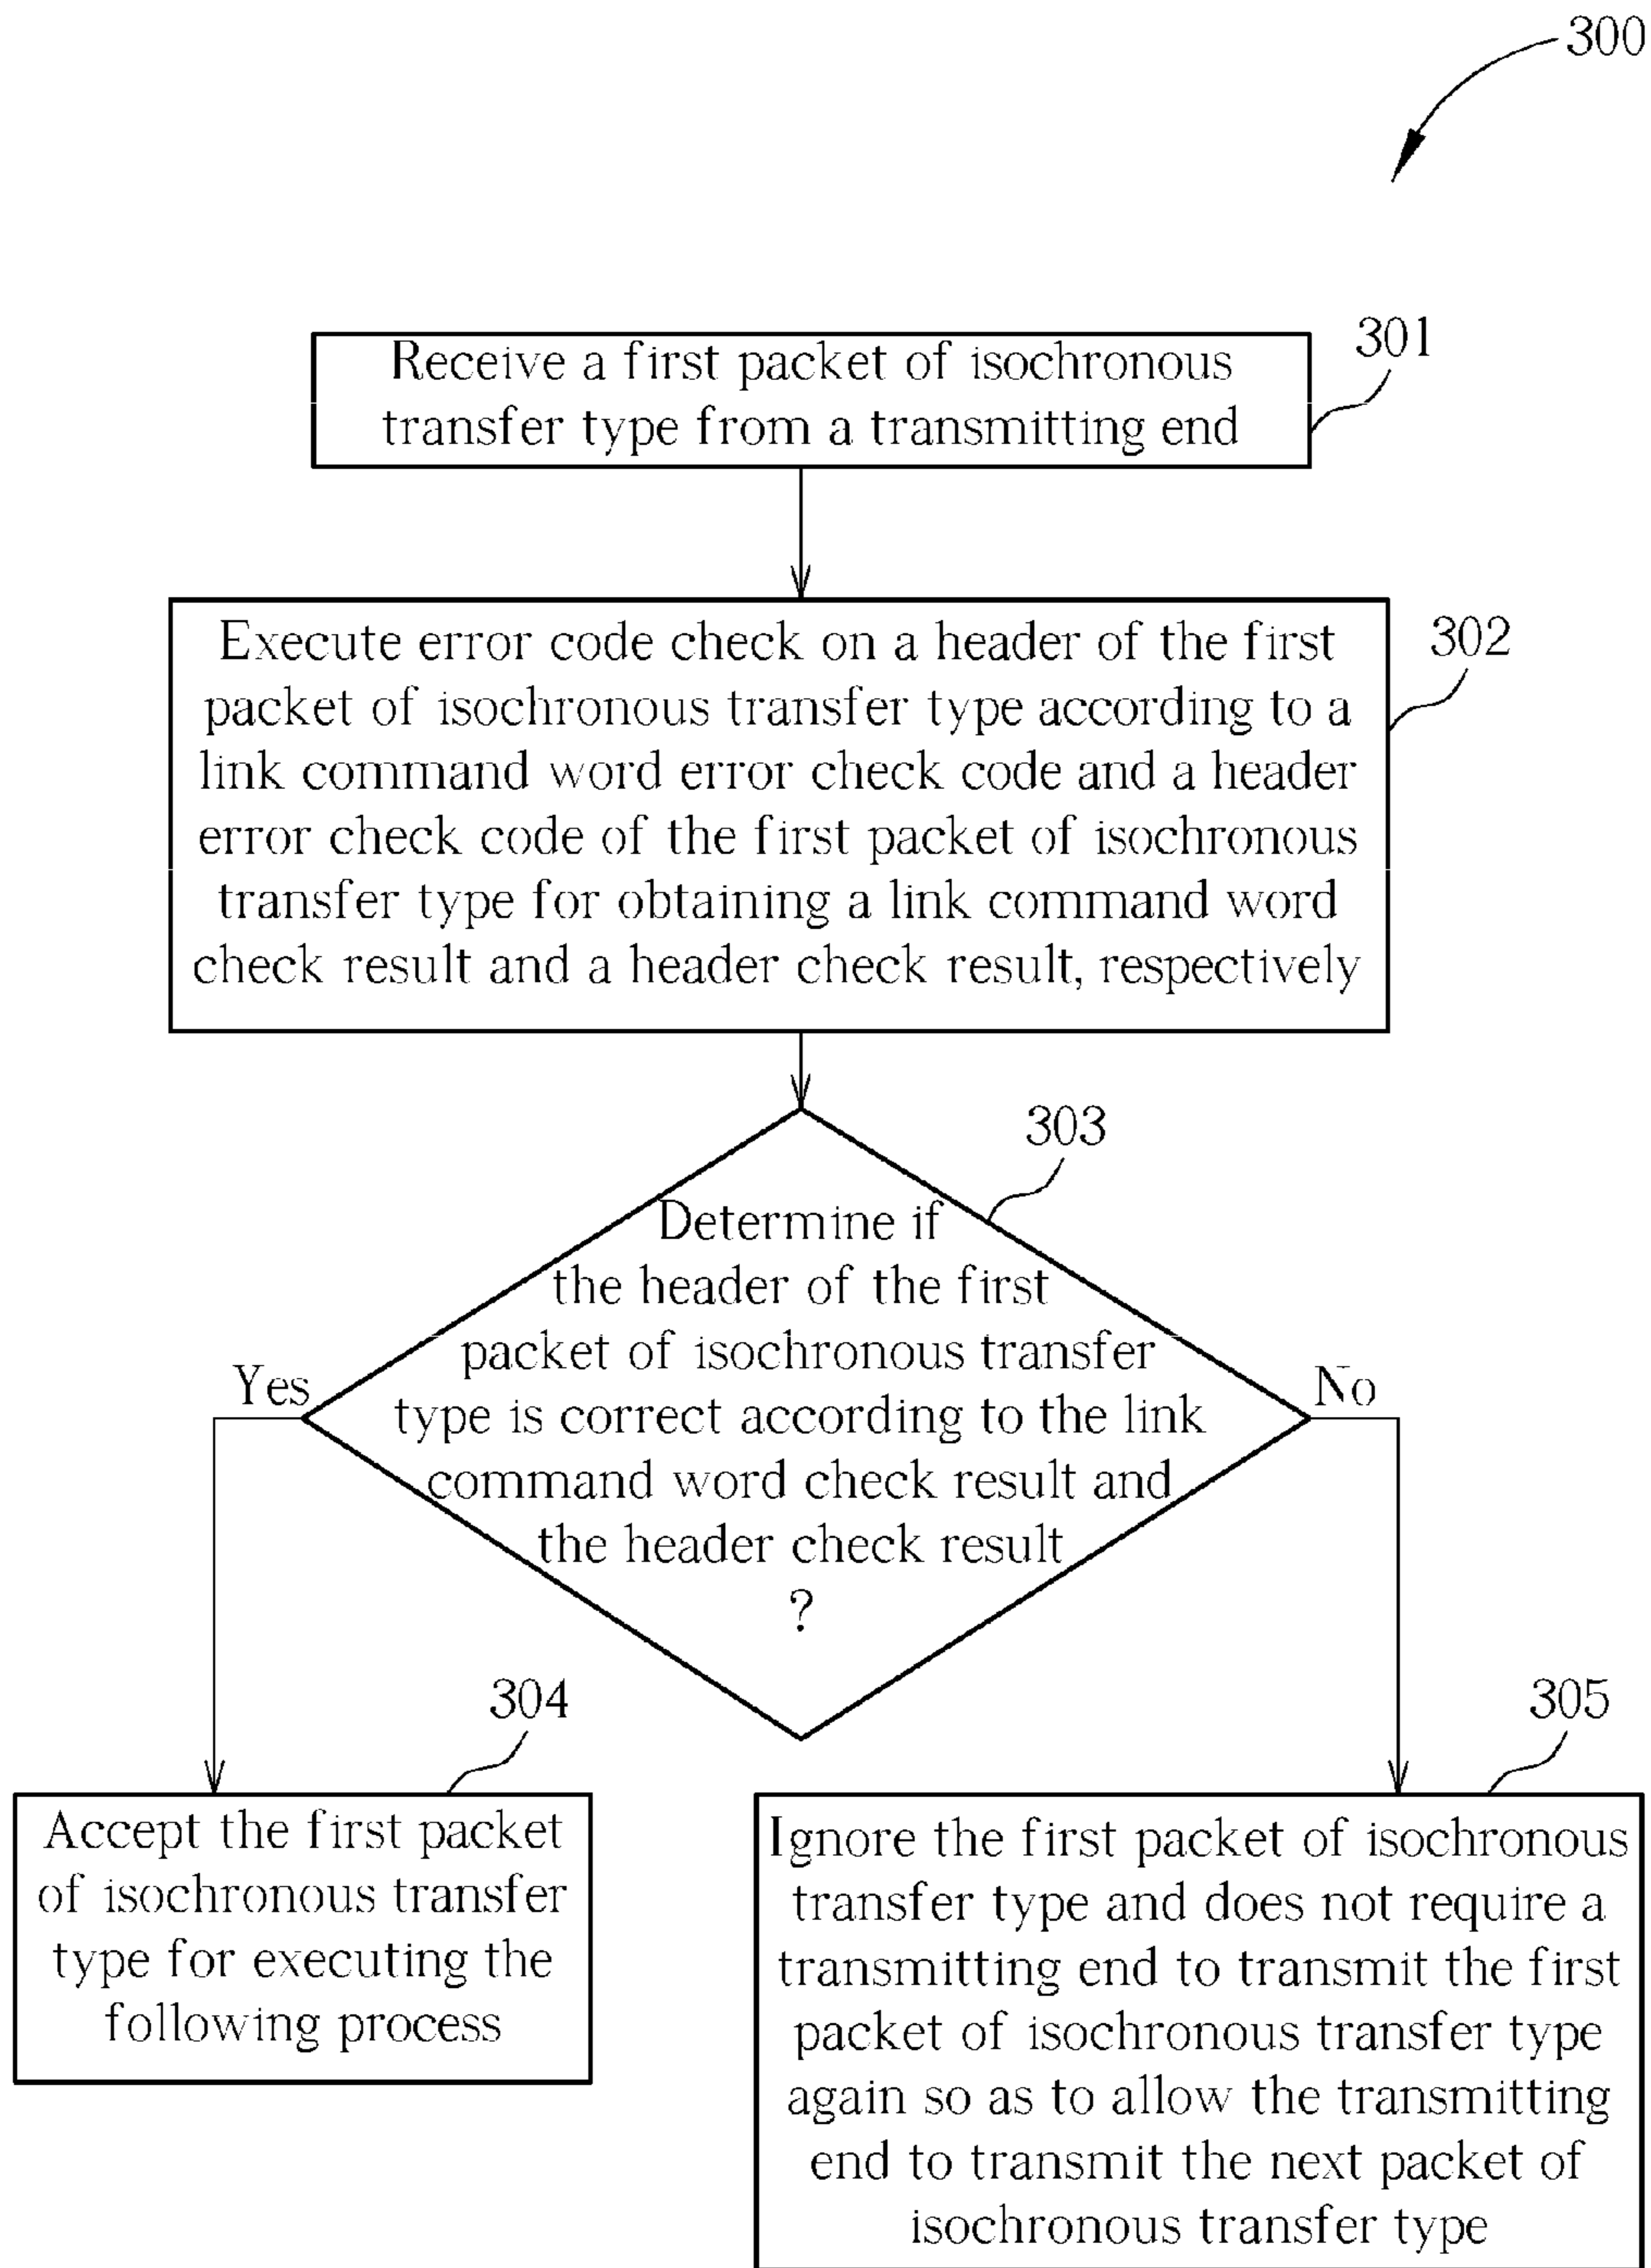 300
301
Receive a first packet of isochronous
transfer type from a transmitting end
302
Execute error code check on a header of the first
packet of isochronous transfer type according to a
link command word error check code and a header
error check code of the first packet of isochronous
transfer type for obtaining a link command word
check result and a header check result, respectively
303
Determine if
the header of the first
packet of isochronous transfer
type is correct according to the link
command word check result and
the header check result
?
Yes
No
304
Accept the first packet
of isochronous transfer
type for executing the
following process
305
Ignore the first packet of isochronous
transfer type and does not require a
transmitting end to transmit the first
packet of isochronous transfer type
again so as to allow the transmitting
end to transmit the next packet of
isochronous transfer type